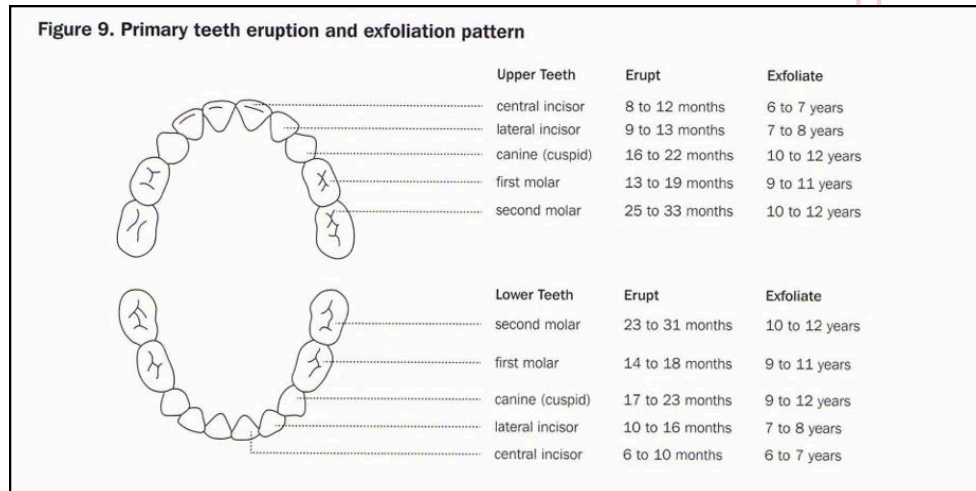 Figure 9. Primary teeth eruption and exfoliation pattern
Upper Teeth Erupt Exfoliate
central incisor 8 to 12 months 6 to 7 years
lateral incisor 9 to 13 months 7 to 8 years
canine (cuspid) 16 to 22 months 10 to 12 years
first molar 13 to 19 months 9 to 11 years
second molar 25 to 33 months 10 to 12 years
Lower Teeth Erupt Exfoliate
second molar 23 to 31 months 10 to 12 years
first molar 14 to 18 months 9 to 11 years
canine (cuspid) 17 to 23 months 9 to 12 years
lateral incisor 10 to 16 months 7 to 8 years
central incisor 6 to 10 months 6 to 7 years